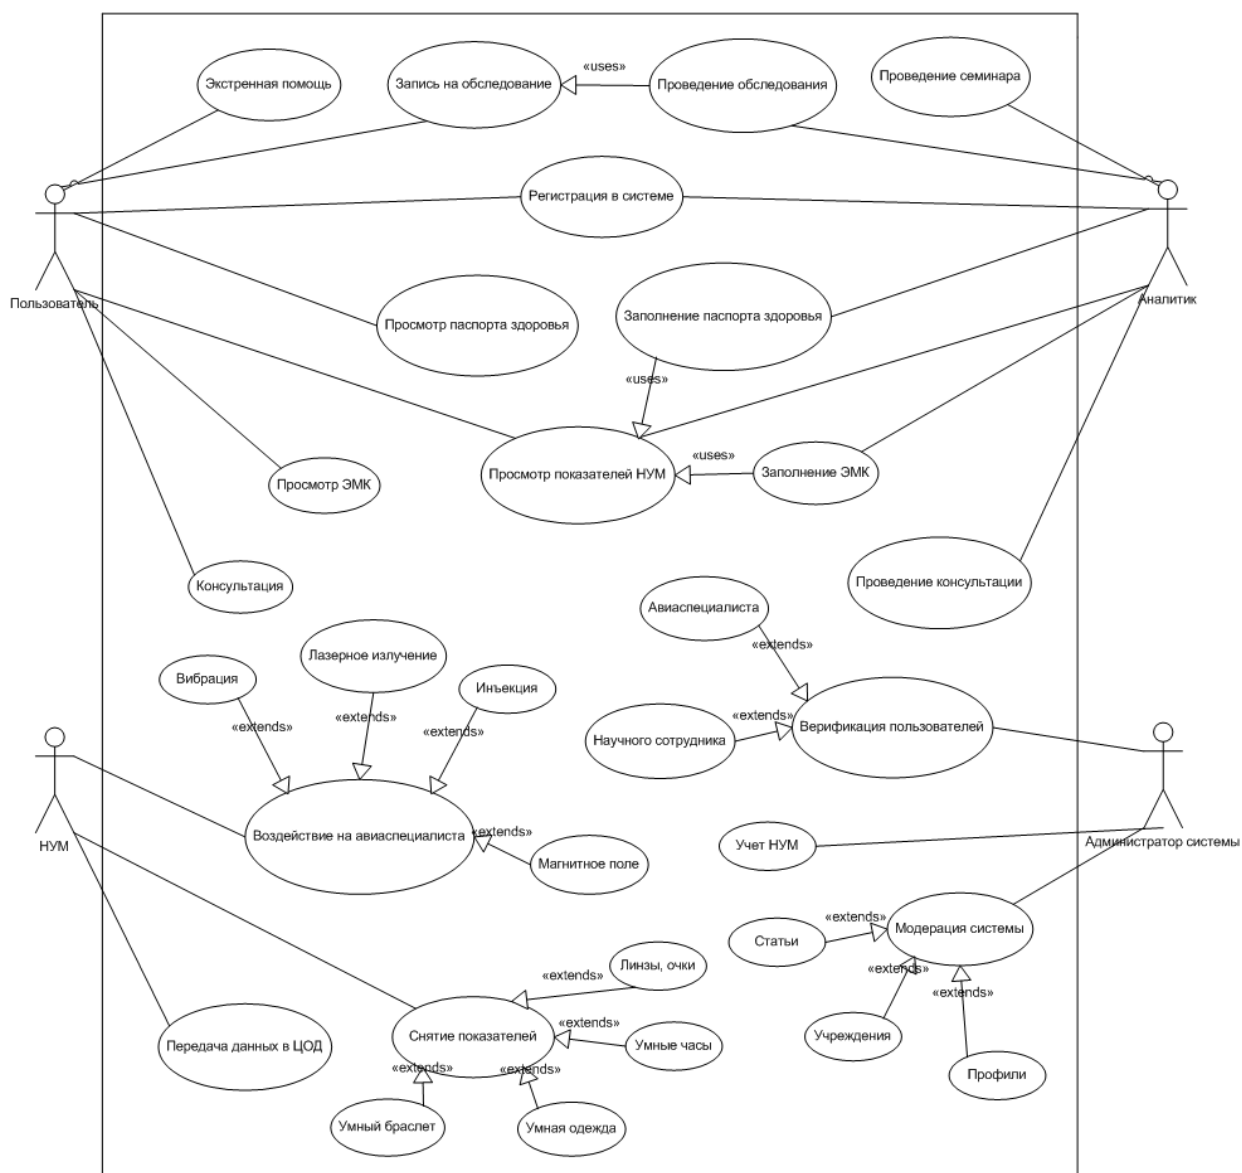 Экстренная помощь
Запись на обследование
«uses»
Проведение обследования
Проведение семинара
Регистрация в системе
Пользователь
Аналитик
Просмотр паспорта здоровья
Заполнение паспорта здоровья
«uses»
Просмотр показателей НУМ
«uses»
Заполнение ЭМК
Просмотр ЭМК
Консультация
Проведение консультации
Авиаспециалиста
«extends»
Лазерное излучение
Вибрация
Инъекция
«extends»
«extends»
«extends»
«extends»
Научного сотрудника
Верификация пользователей
НУМ
Воздействие на авиаспециалиста
«extends»
Магнитное поле
Учет НУМ
Администратор системы
Статьи
«extends»
Модерация системы
«extends»
«extends»
Учреждения
Профили
Линзы, очки
«extends»
Передача данных в ЦОД
Снятие показателей
«extends»
Умные часы
«extends»
«extends»
Умный браслет
Умная одежда